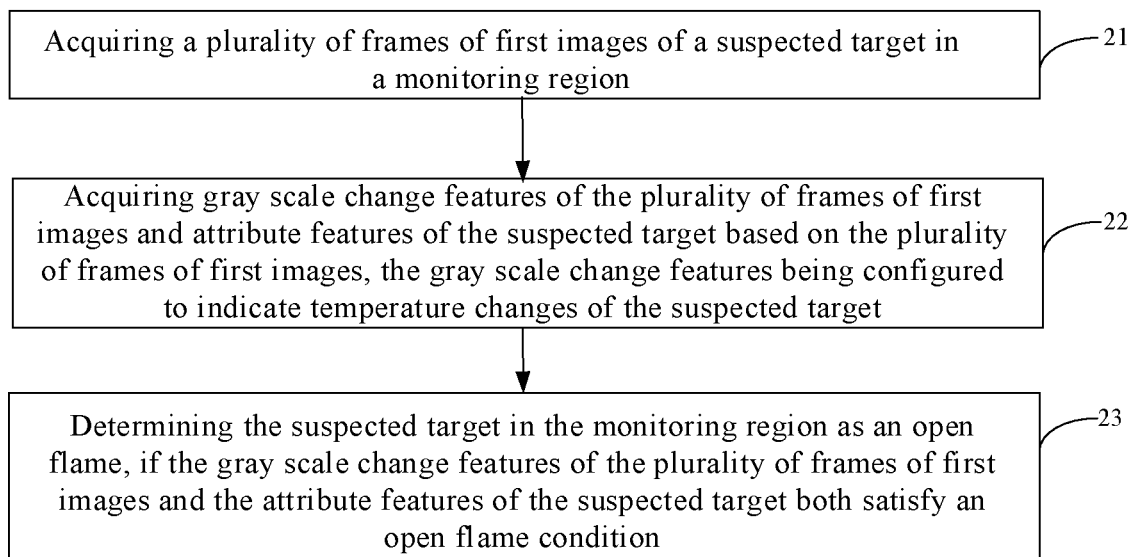 Acquiring a plurality of frames of first images of a suspected target in
a monitoring region
21
Acquiring gray scale change features of the plurality of frames of first
images and attribute features of the suspected target based on the plurality
of frames of first images, the gray scale change features being configured
to indicate temperature changes of the suspected target
22
Determining the suspected target in the monitoring region as an open
flame, if the gray scale change features of the plurality of frames of first
images and the attribute features of the suspected target both satisfy an
open flame condition
23